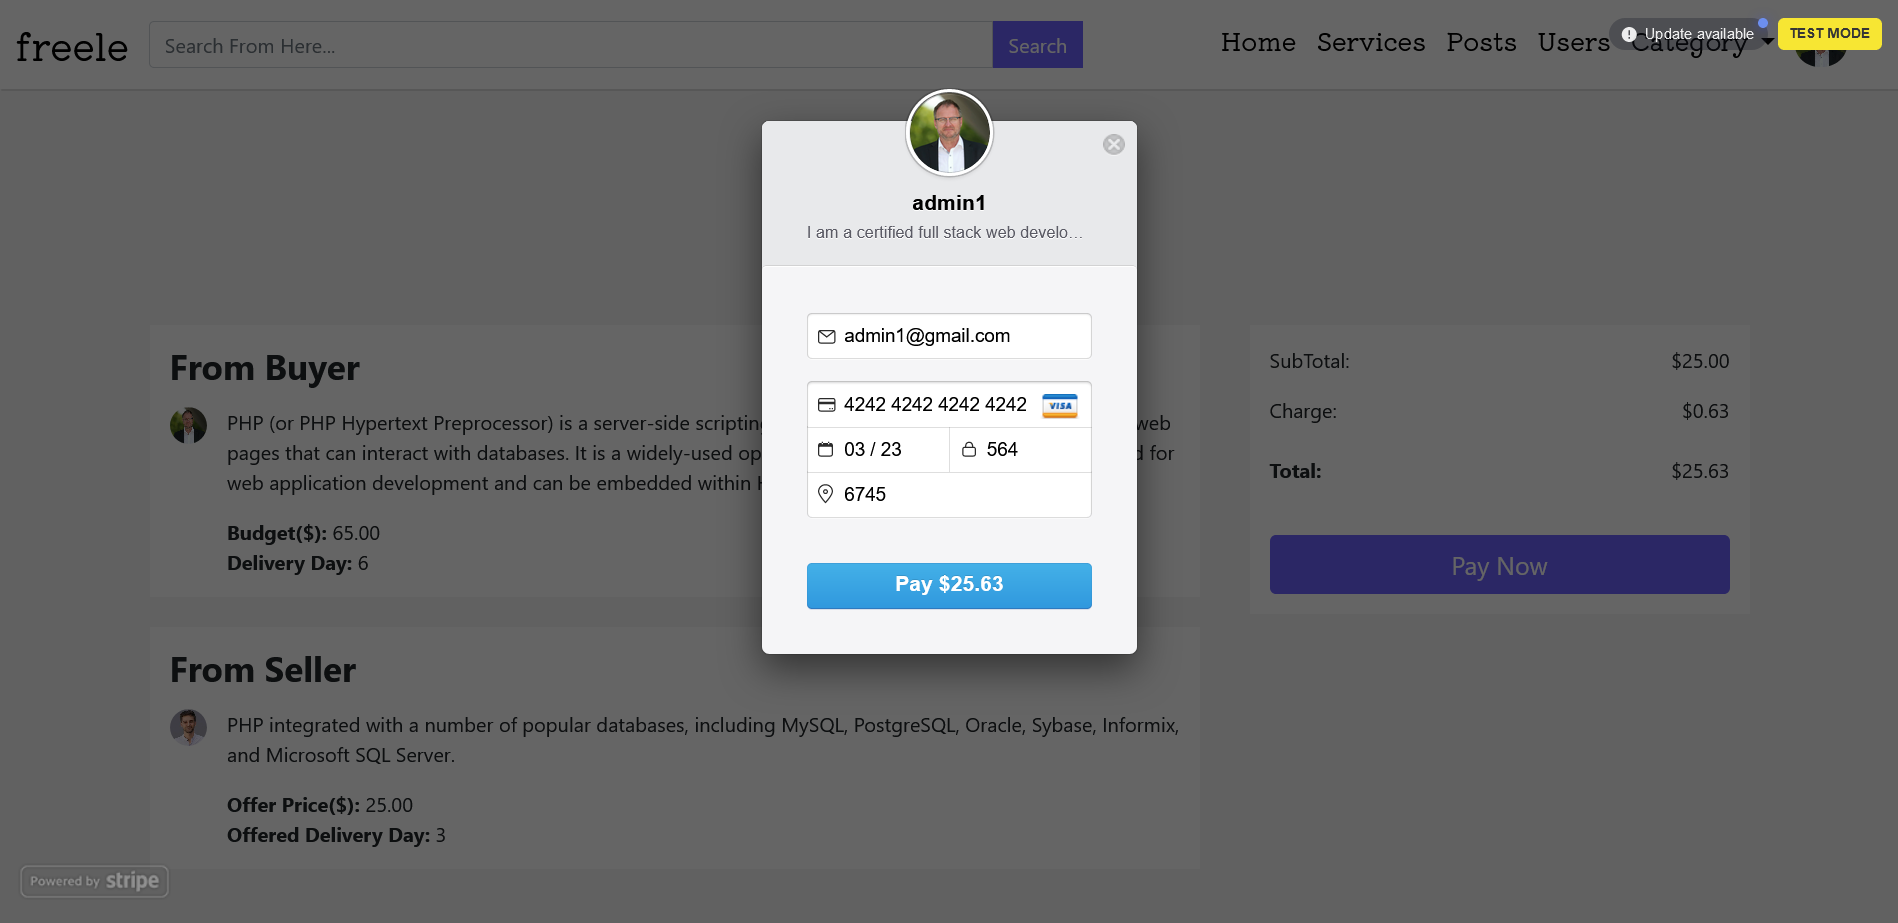 freele
Search From Here...
Search
Home Services Posts Users Category
Update available
TEST MODE
admin1
I am a certified full stack web develo…
admin1@gmail.com
4242 4242 4242 4242
VISA
03 / 23
564
6745
Pay $25.63
From Buyer
PHP (or PHP Hypertext Preprocessor) is a server-side scripting web
pages that can interact with databases. It is a widely-used op d for
web application development and can be embedded within
Budget($): 65.00
Delivery Day: 6
From Seller
PHP integrated with a number of popular databases, including MySQL, PostgreSQL, Oracle, Sybase, Informix,
and Microsoft SQL Server.
Offer Price($): 25.00
Offered Delivery Day: 3
SubTotal: $25.00
Charge: $0.63
Total: $25.63
Pay Now
Powered by stripe